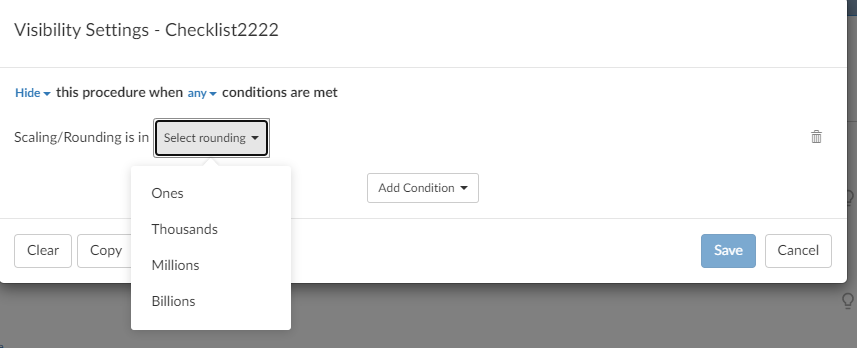 Visibility Settings - Checklist2222
Hide this procedure when any conditions are met
Scaling/Rounding is in Select rounding
Ones
Thousands
Millions
Billions
Add Condition
Clear
Copy
Save
Cancel